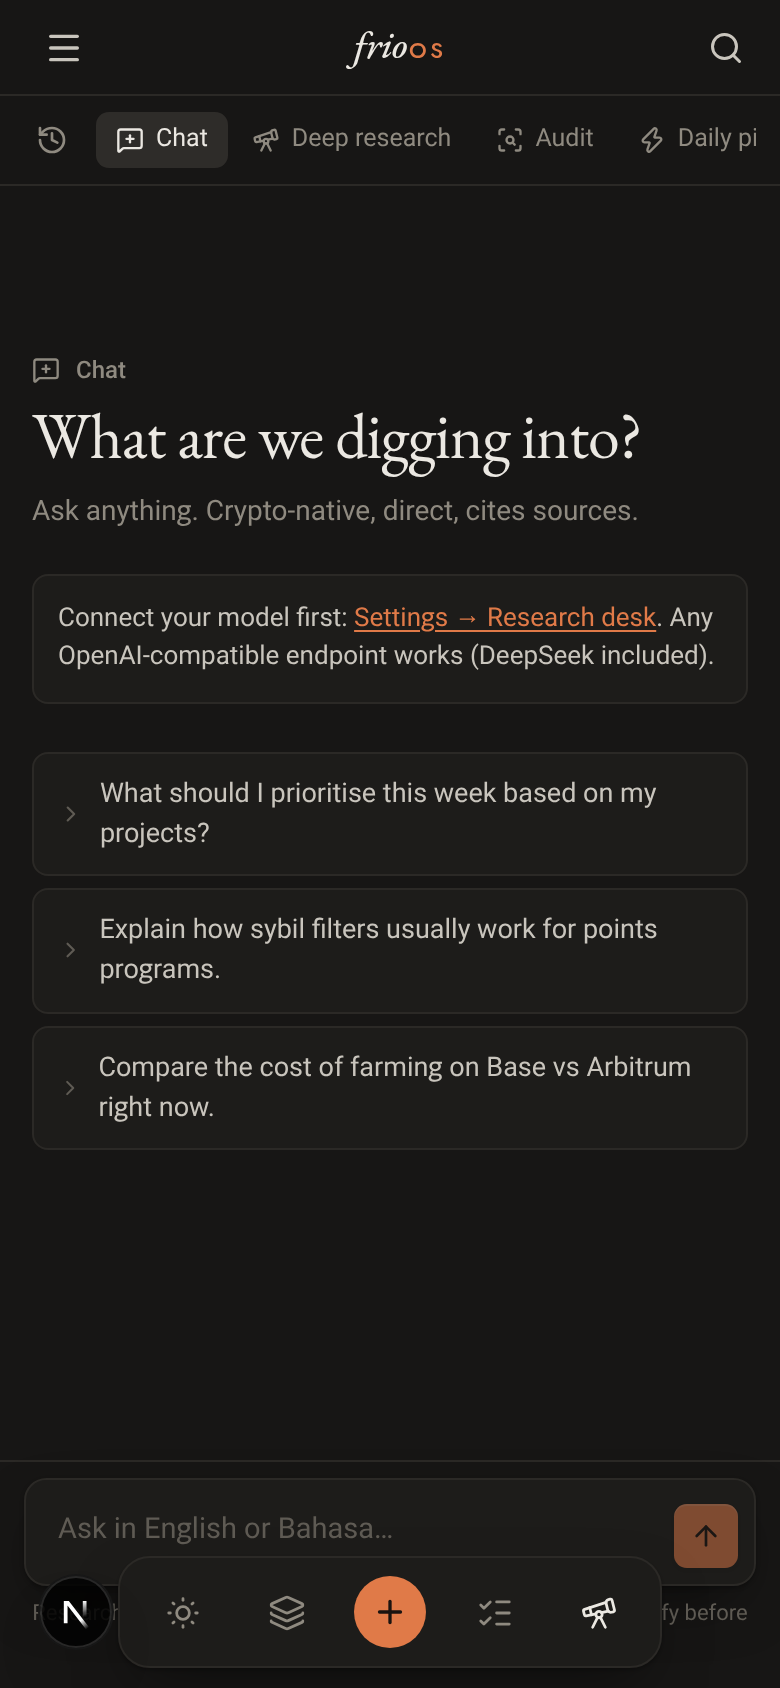 frioos
Chat
Deep research
Audit
Daily pi
Chat
What are we digging into?
Ask anything. Crypto-native, direct, cites sources.
Connect your model first: Settings → Research desk. Any
OpenAI-compatible endpoint works (DeepSeek included).
What should I prioritise this week based on my
projects?
Explain how sybil filters usually work for points
programs.
Compare the cost of farming on Base vs Arbitrum
right now.
Ask in English or Bahasa…
N
fy before